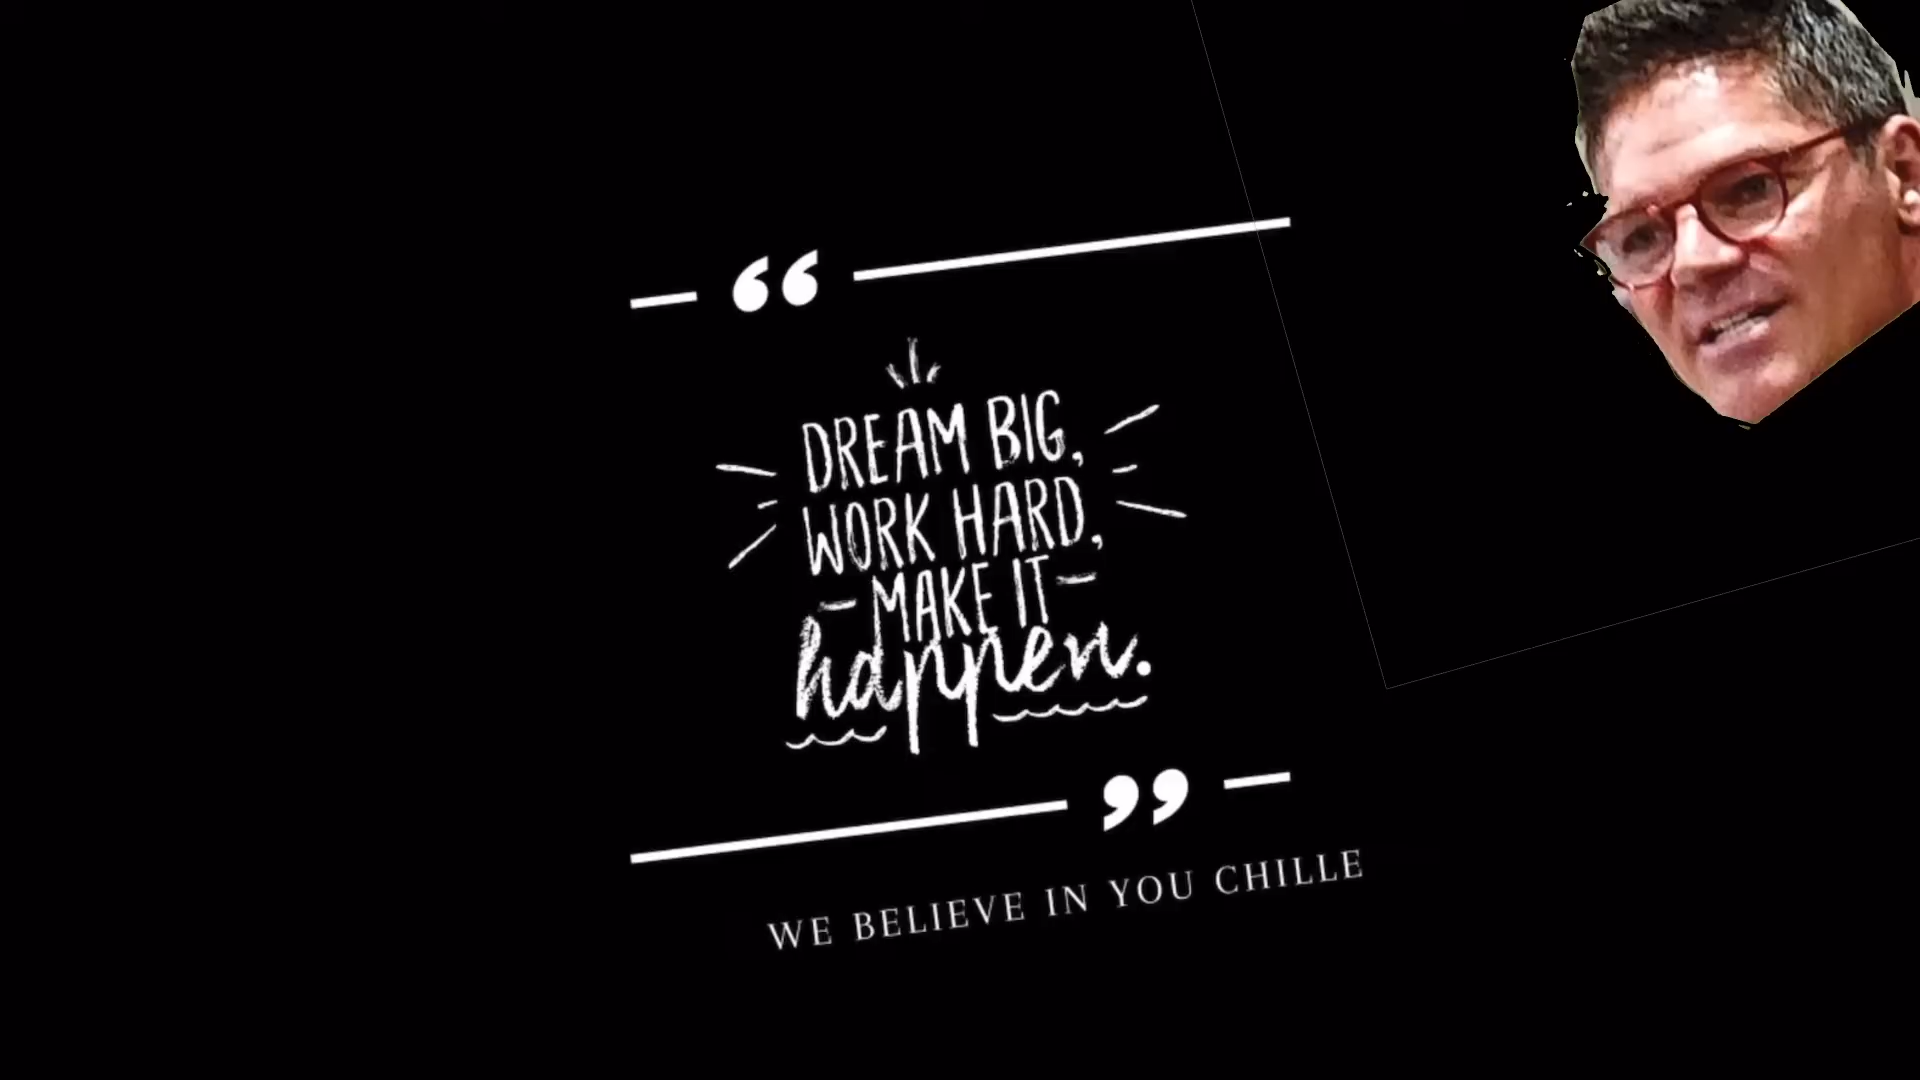 “
DREAM BIG,
WORK HARD,
-MAKE IT-
happen.
”
WE BELIEVE IN YOU CHILLE